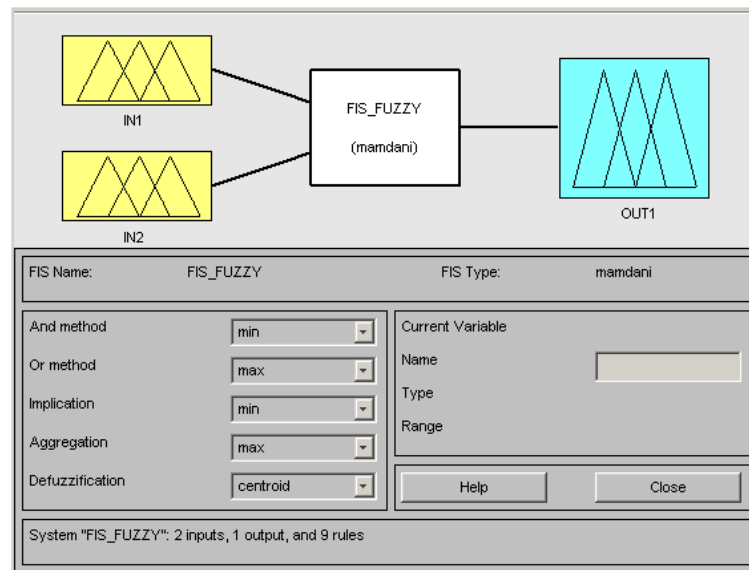 IN1
IN2
FIS_FUZZY
(mamdani)
OUT1
FIS Name: FIS_FUZZY FIS Type: mamdani
And method min
Or method max
Implication min
Aggregation max
Defuzzification centroid
Current Variable
Name
Type
Range
Help Close
System "FIS_FUZZY": 2 inputs, 1 output, and 9 rules